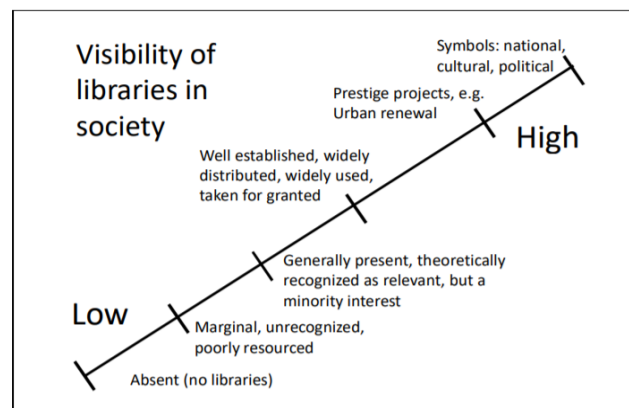 Visibility of
libraries in
society
Symbols: national,
cultural, political
Prestige projects, e.g.
Urban renewal
High
Well established, widely
distributed, widely used,
taken for granted
Generally present, theoretically
recognized as relevant, but a
minority interest
Low
Marginal, unrecognized,
poorly resourced
Absent (no libraries)